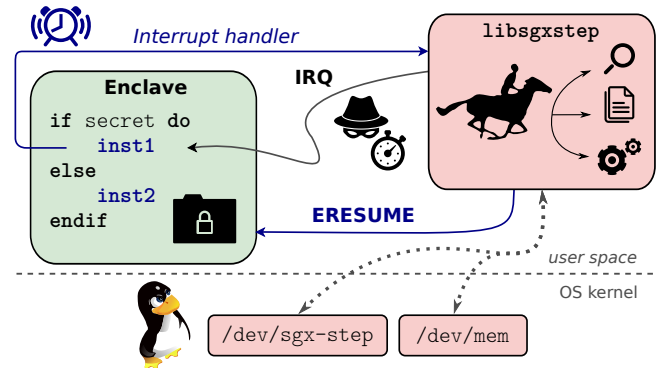 Interrupt handler
libsgxstep
Enclave
IRQ
if secret do
inst1
else
inst2
endif
ERESUME
user space
OS kernel
/dev/sgx-step
/dev/mem